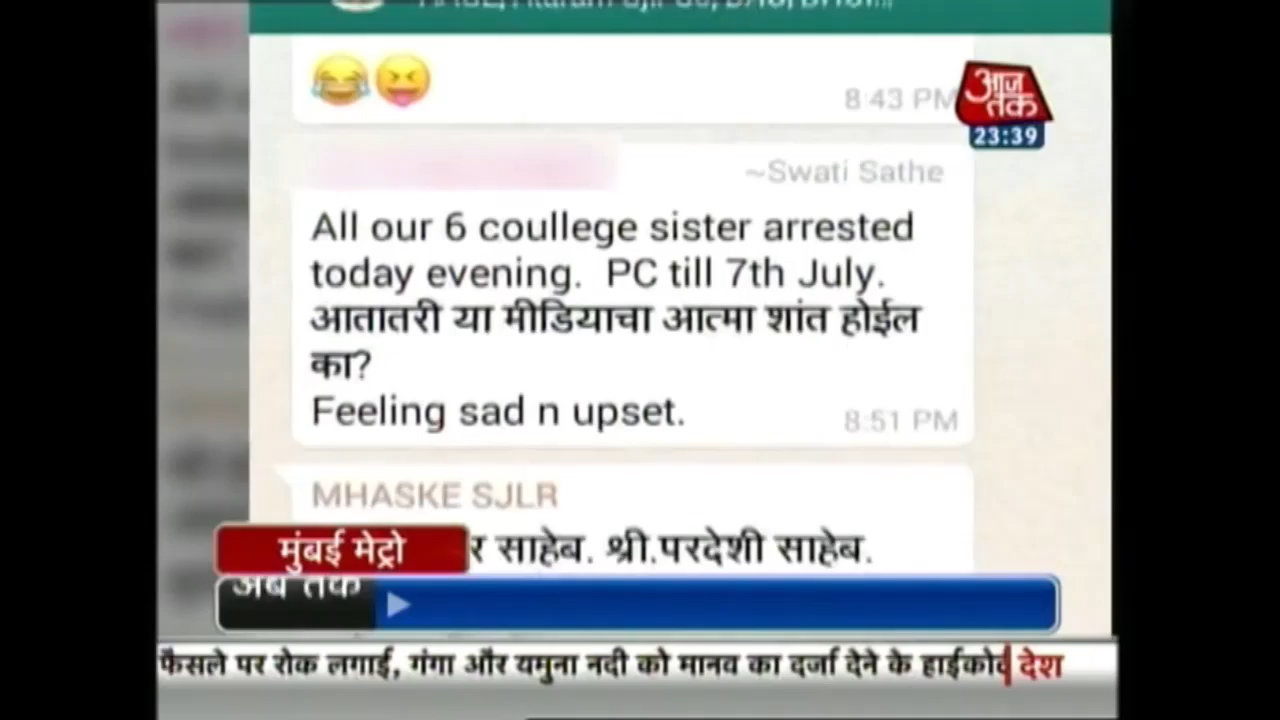 8:43 PM
आज
तक
23:39
~Swati Sathe
All our 6 coullege sister arrested
today evening. PC till 7th July.
आतातरी या मीडियाचा आत्मा शांत होईल
का?
Feeling sad n upset.
8:51 PM
MHASKE SJLR
र साहेब. श्री.परदेशी साहेब.
मुंबई मेट्रो
अब तक
फैसले पर रोक लगाई, गंगा और यमुना नदी को मानव का दर्जा देने के हाईकोर्ट
देश